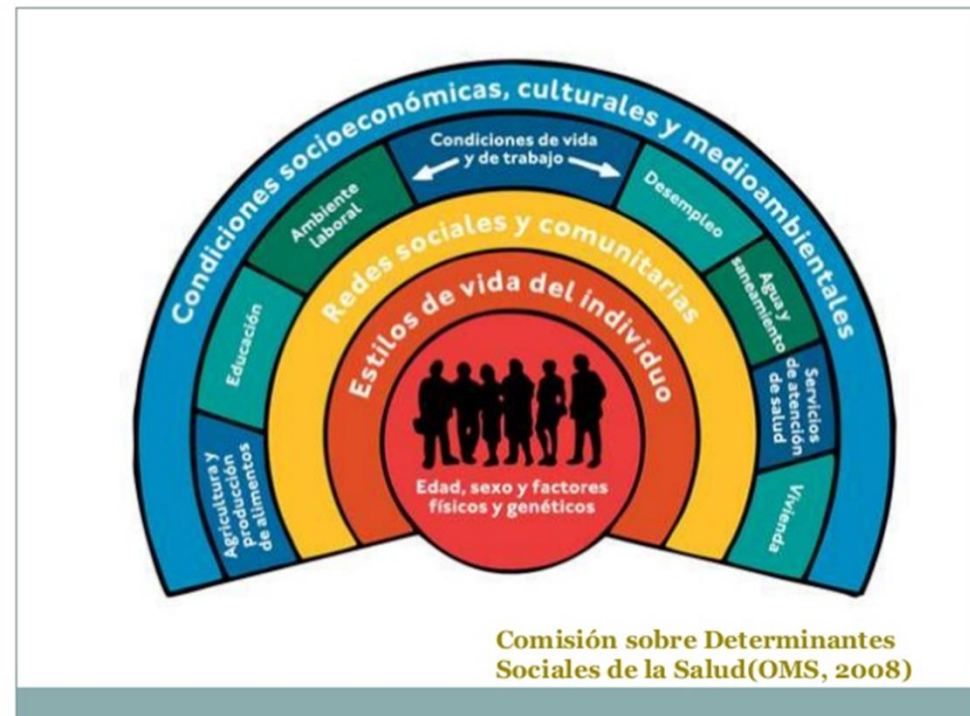 Condiciones socioeconómicas, culturales y medioambientales
Condiciones de vida
y de trabajo
Agricultura y
producción
de alimentos
Educación
Ambiente
laboral
Desempleo
Agua y
saneamiento
Servicios
de atención
de salud
Vivienda
Redes sociales y comunitarias
Estilos de vida del individuo
Edad, sexo y factores
físicos y genéticos
Comisión sobre Determinantes
Sociales de la Salud(OMS, 2008)